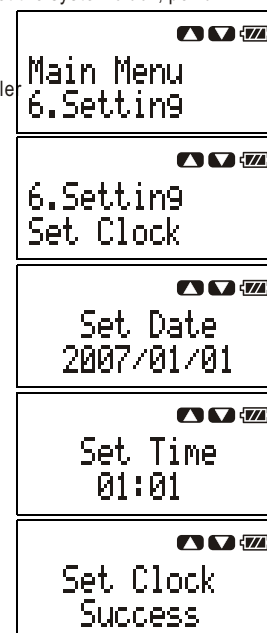 Main Menu
6.Setting
6.Setting
Set Clock
Set Date
2007/01/01
Set Time
01:01
Set Clock
Success